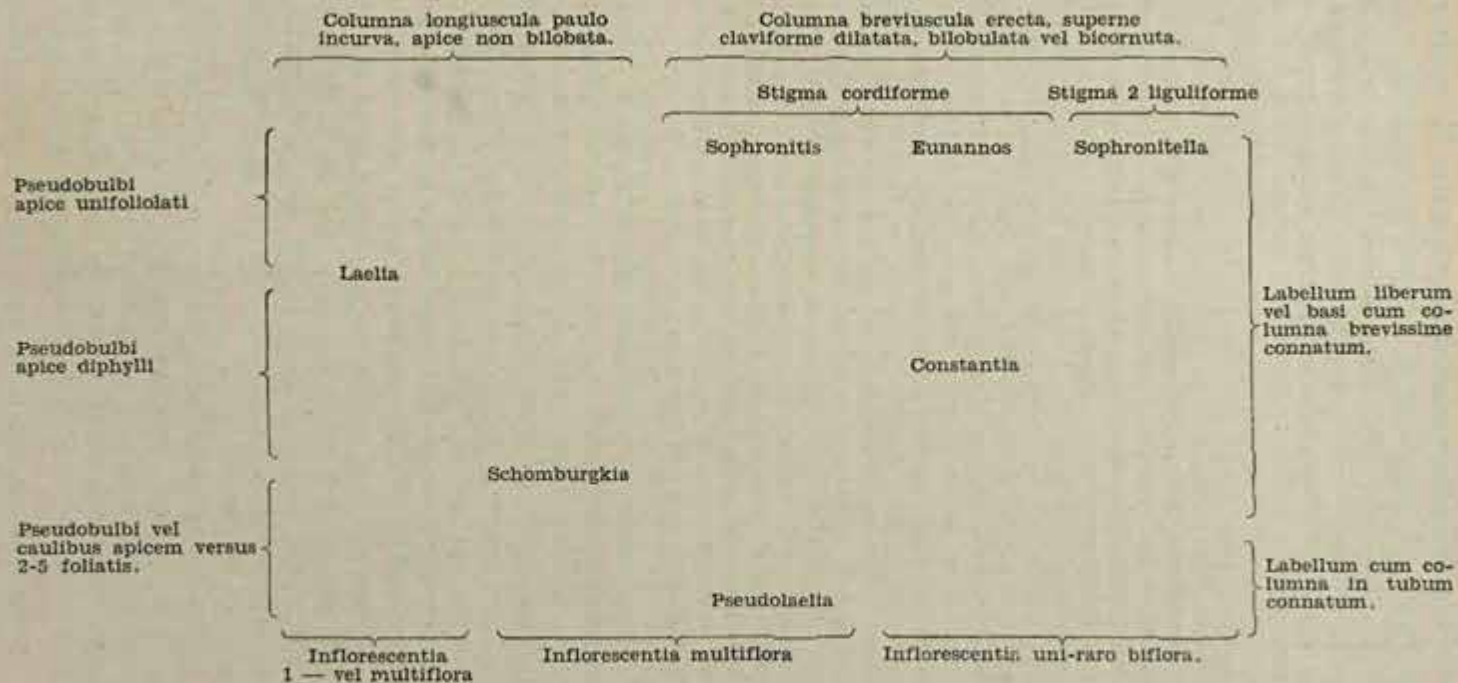 Columna longiuscula paulo
incurva, apice non bilobata.
Columna breviuscula erecta, superne
claviforme dilatata, bilobulata vel bicornuta.
Stigma cordiforme
Stigma 2 liguliforme
Sophronitis
Eunannos
Sophronitella
Pseudobulbi
apice unifoliolati
Laelia
Labellum liberum
vel basi cum co-
lumna brevissime
connatum.
Pseudobulbi
apice diphylli
Constantia
Schomburgkia
Pseudobulbi vel
caulibus apicem versus
2-5 foliatis.
Labellum cum co-
lumna in tubum
connatum.
Pseudolaelia
Inflorescentia
1 — vel multiflora
Inflorescentia multiflora
Inflorescentia uni-raro biflora.